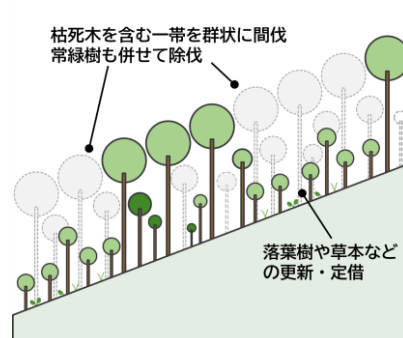 枯死木を含む一帯を群状に間伐
常緑樹も併せて除伐
落葉樹や草本など
の更新・定借